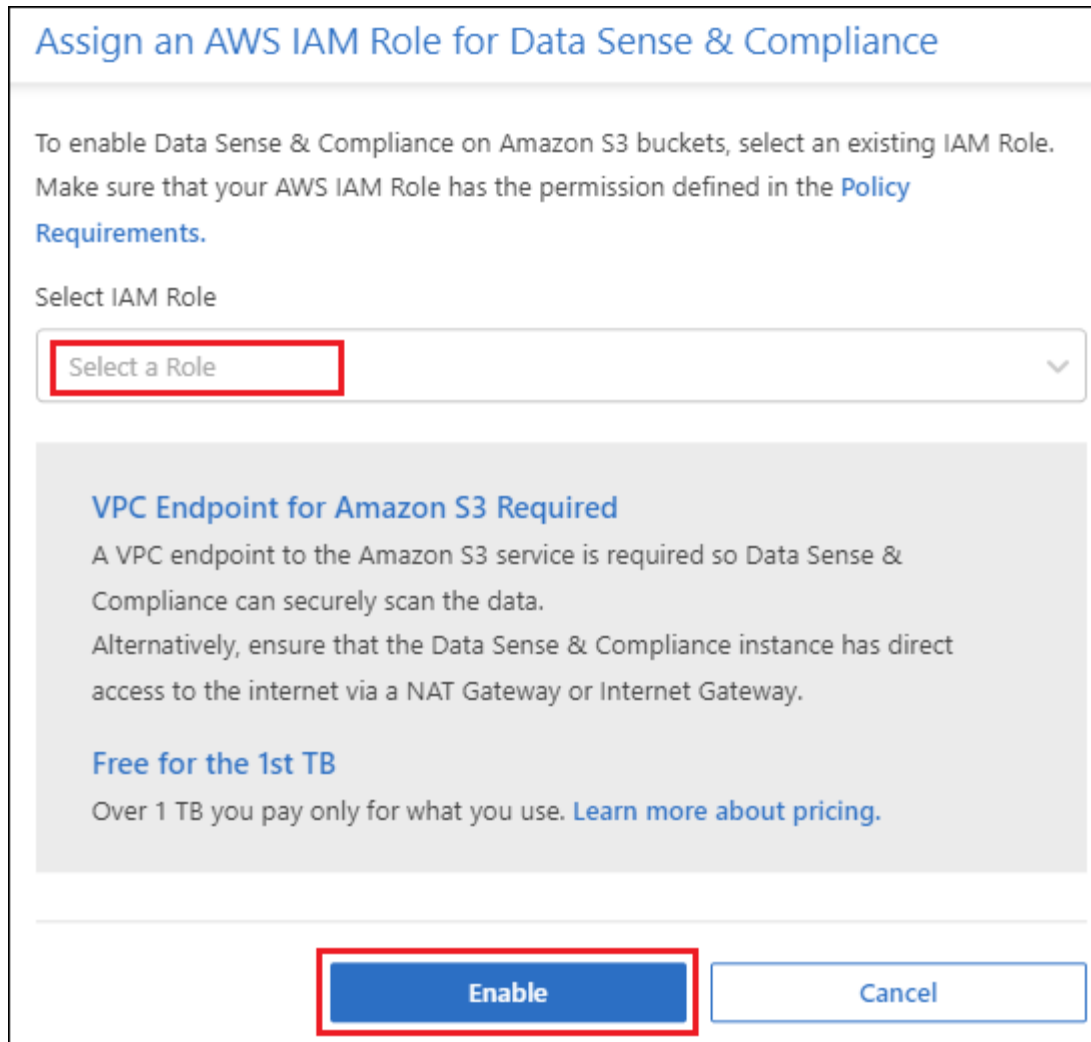 Assign an AWS IAM Role for Data Sense & Compliance
To enable Data Sense & Compliance on Amazon S3 buckets, select an existing IAM Role.
Make sure that your AWS IAM Role has the permission defined in the Policy
Requirements.
Select IAM Role
Select a Role
VPC Endpoint for Amazon S3 Required
A VPC endpoint to the Amazon S3 service is required so Data Sense &
Compliance can securely scan the data.
Alternatively, ensure that the Data Sense & Compliance instance has direct
access to the internet via a NAT Gateway or Internet Gateway.
Free for the 1st TB
Over 1 TB you pay only for what you use. Learn more about pricing.
Enable
Cancel